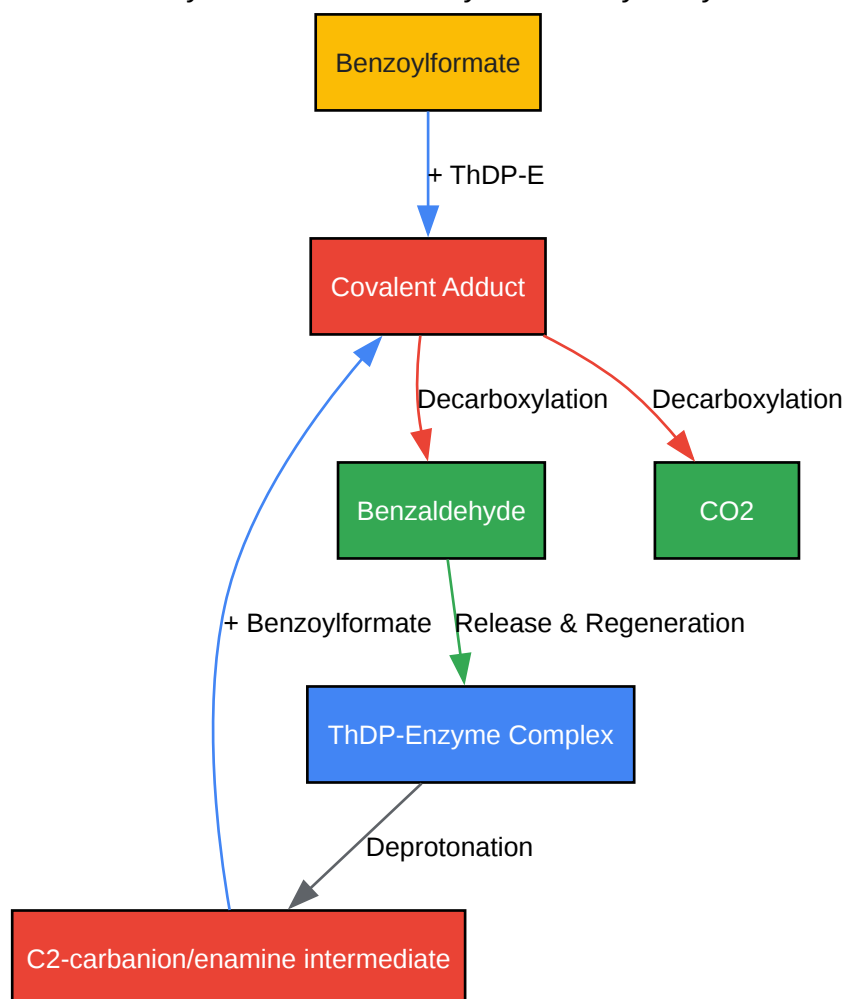 Benzoylformate
+ ThDP-E
Covalent Adduct
Decarboxylation
Decarboxylation
Benzaldehyde
CO2
+ Benzoylformate
Release & Regeneration
ThDP-Enzyme Complex
Deprotonation
C2-carbanion/enamine intermediate